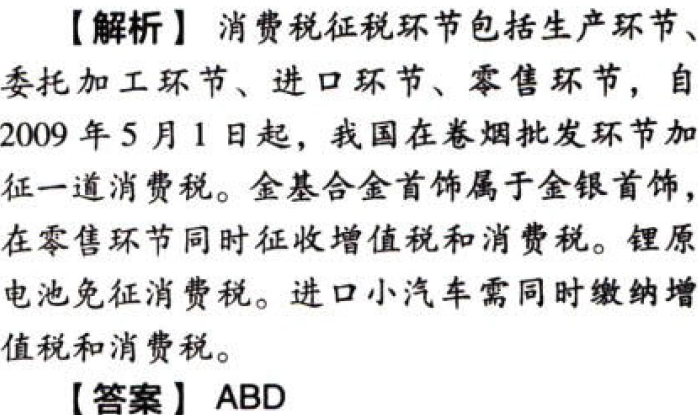 【解析】 消费税征税环节包括生产环节、
委托加工环节、进口环节、零售环节，自
2009 年 5 月 1 日起，我国在卷烟批发环节加
征一道消费税。金基合金首饰属于金银首饰，
在零售环节同时征收增值税和消费税。锂原
电池免征消费税。进口小汽车需同时缴纳增
值税和消费税。
【答案】 ABD